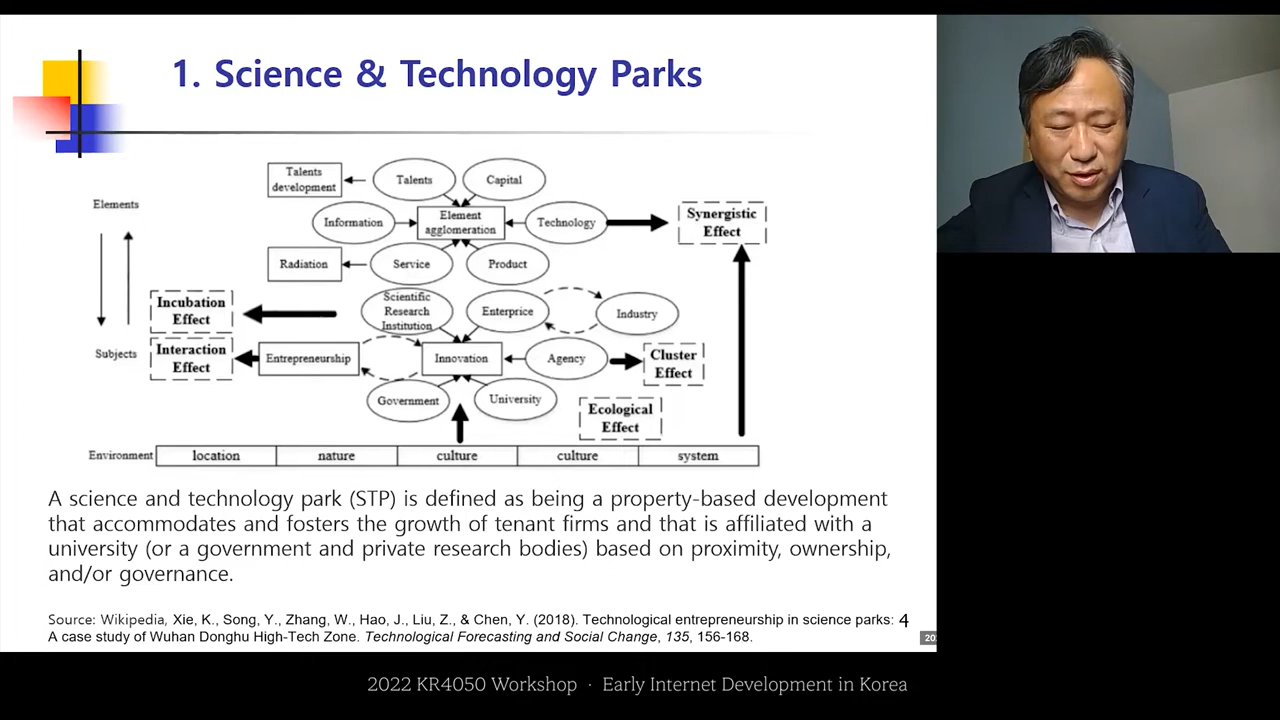 1. Science & Technology Parks
Talents
development
Talents
Capital
Elements
Information
Element
agglomeration
Technology
Synergistic
Effect
Radiation
Service
Product
Incubation
Effect
Scientific
Research
Institution
Enterprice
Industry
Subjects
Interaction
Effect
Entrepreneurship
Innovation
Agency
Cluster
Effect
Government
University
Ecological
Effect
Environment location nature culture culture system
A science and technology park (STP) is defined as being a property-based development
that accommodates and fosters the growth of tenant firms and that is affiliated with a
university (or a government and private research bodies) based on proximity, ownership,
and/or governance.
Source: Wikipedia, Xie, K., Song, Y., Zhang, W., Hao, J., Liu, Z., & Chen, Y. (2018). Technological entrepreneurship in science parks: 4
A case study of Wuhan Donghu High-Tech Zone. Technological Forecasting and Social Change, 135, 156-168.
20
2022 KR4050 Workshop · Early Internet Development in Korea